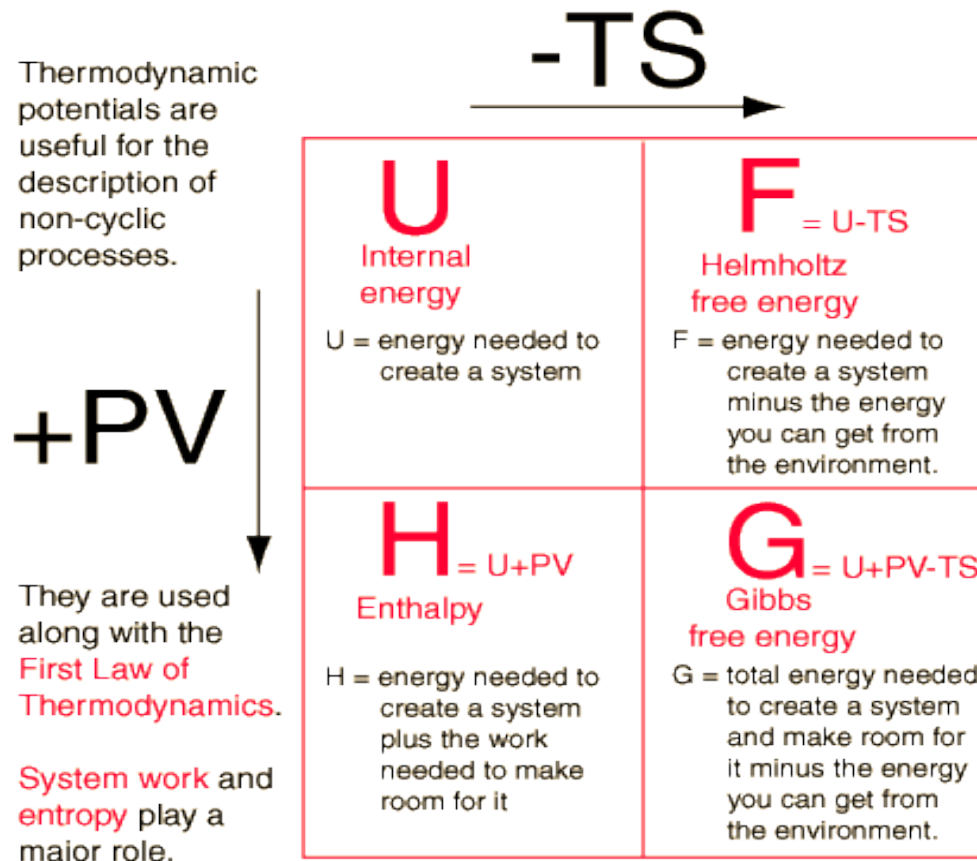 -TS
Thermodynamic
potentials are
useful for the
description of
non-cyclic
processes.
+PV
They are used
along with the
First Law of
Thermodynamics.
System work and
entropy play a
major role.
U
Internal
energy
U = energy needed to
create a system
F = U-TS
Helmholtz
free energy
F = energy needed to
create a system
minus the energy
you can get from
the environment.
H = U+PV
Enthalpy
H = energy needed to
create a system
plus the work
needed to make
room for it
G = U+PV-TS
Gibbs
free energy
G = total energy needed
to create a system
and make room for
it minus the energy
you can get from
the environment.